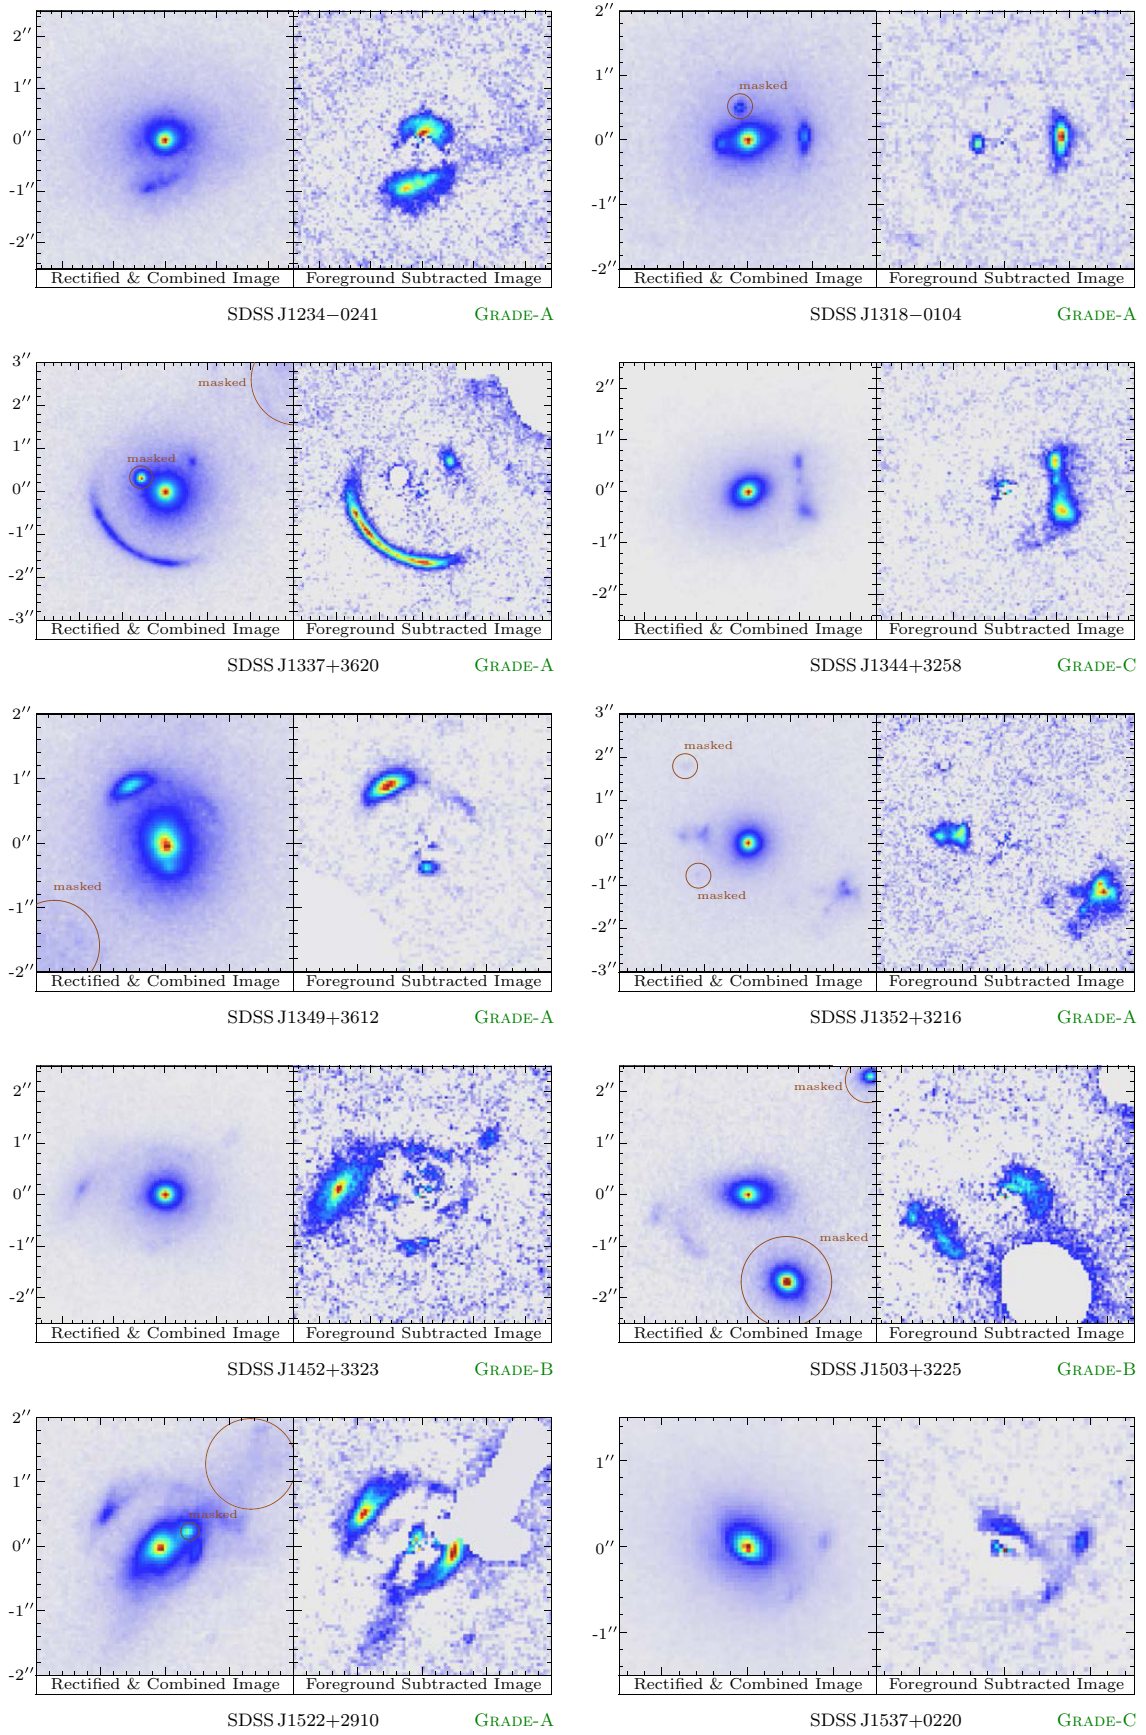 2′′ 1′′ 0′′ -1′′ -2′′
Rectified & Combined Image Foreground Subtracted Image
SDSS J1234−0241 GRADE-A
2′′ 1′′ 0′′ -1′′ -2′′
masked
Rectified & Combined Image Foreground Subtracted Image
SDSS J1318−0104 GRADE-A
3′′ 2′′ 1′′ 0′′ -1′′ -2′′ -3′′
masked
masked
Rectified & Combined Image Foreground Subtracted Image
SDSS J1337+3620 GRADE-A
2′′ 1′′ 0′′ -1′′ -2′′
Rectified & Combined Image Foreground Subtracted Image
SDSS J1344+3258 GRADE-C
2′′ 1′′ 0′′ -1′′ -2′′
masked
Rectified & Combined Image Foreground Subtracted Image
SDSS J1349+3612 GRADE-A
3′′ 2′′ 1′′ 0′′ -1′′ -2′′ -3′′
masked
masked
Rectified & Combined Image Foreground Subtracted Image
SDSS J1352+3216 GRADE-A
2′′ 1′′ 0′′ -1′′ -2′′
Rectified & Combined Image Foreground Subtracted Image
SDSS J1452+3323 GRADE-B
2′′ 1′′ 0′′ -1′′ -2′′
masked
masked
Rectified & Combined Image Foreground Subtracted Image
SDSS J1503+3225 GRADE-B
2′′ 1′′ 0′′ -1′′ -2′′
masked
Rectified & Combined Image Foreground Subtracted Image
SDSS J1522+2910 GRADE-A
1′′ 0′′ -1′′
Rectified & Combined Image Foreground Subtracted Image
SDSS J1537+0220 GRADE-C